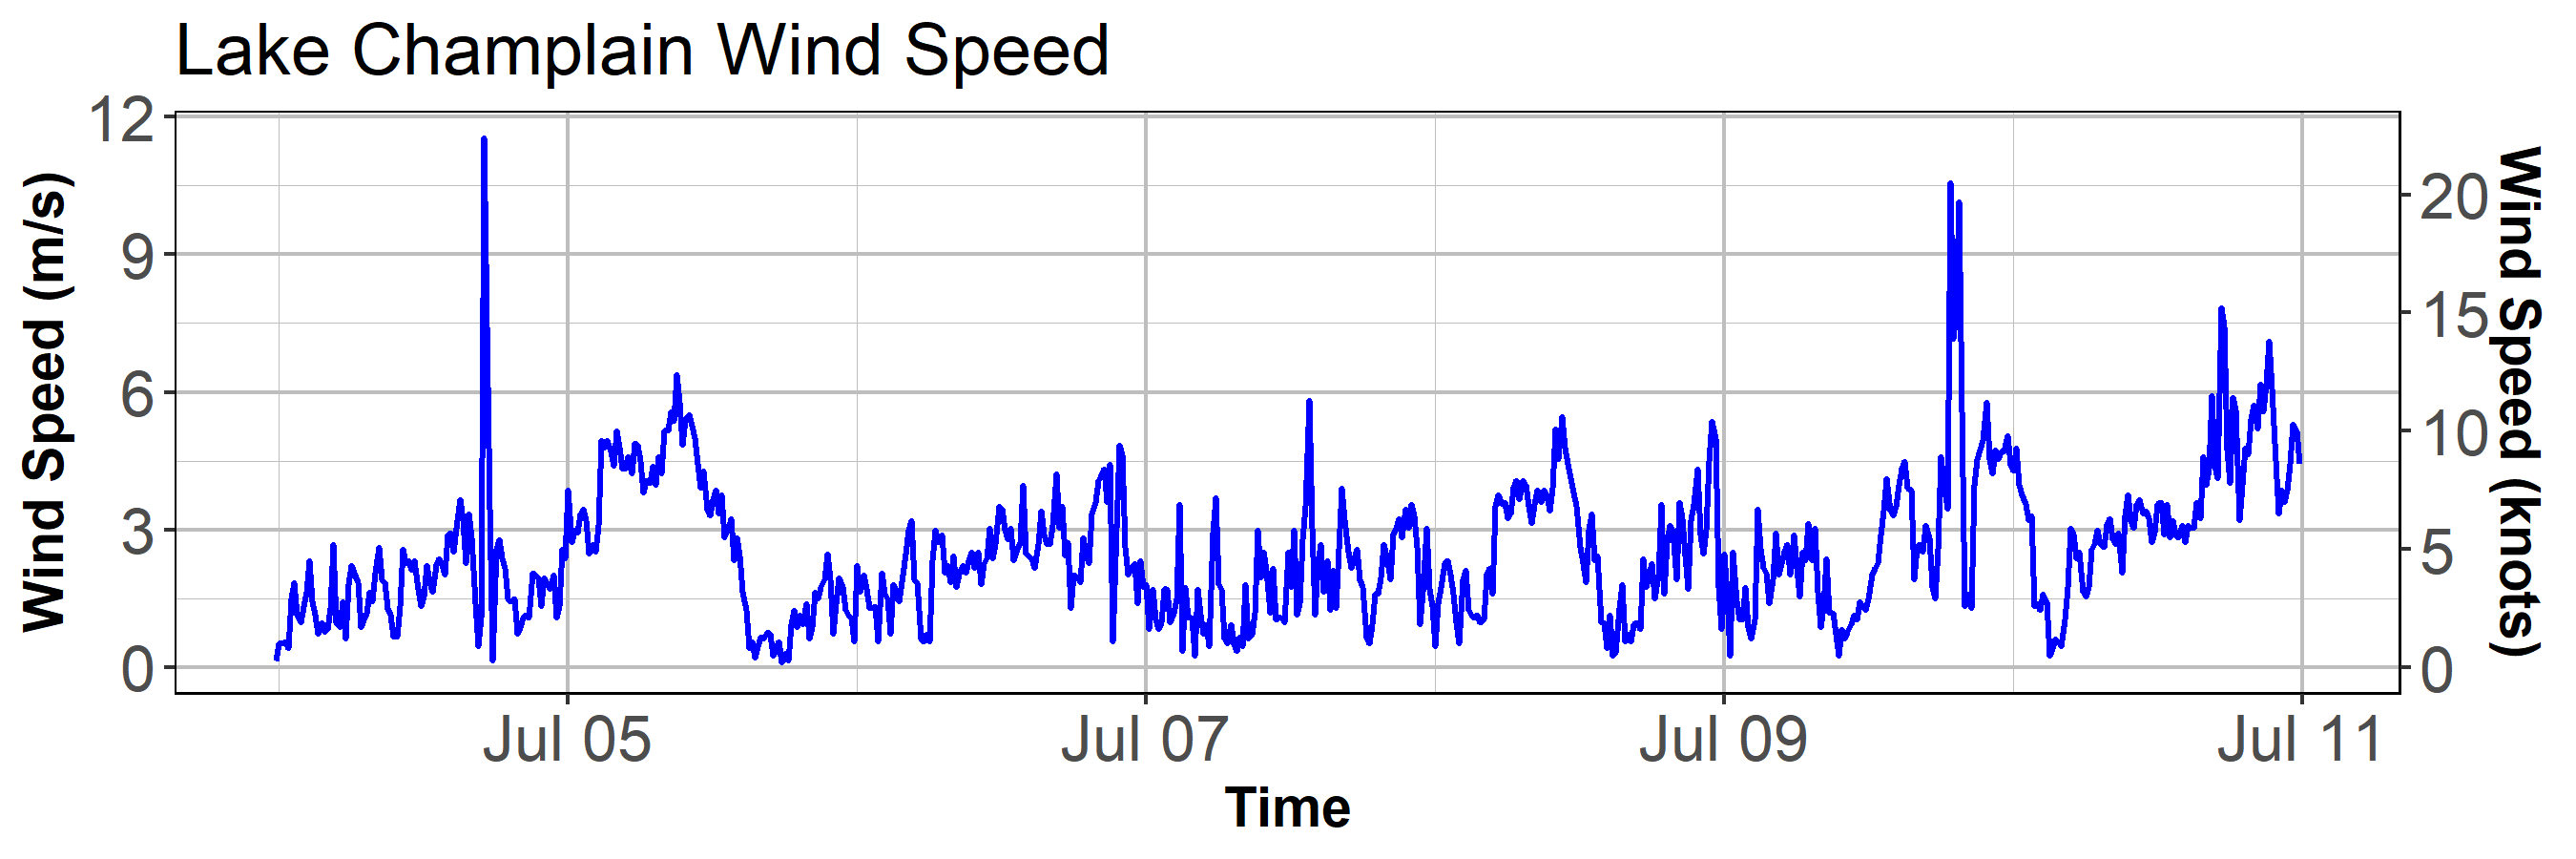 Lake Champlain Wind Speed
Wind Speed (m/s)
12
9
6
3
0
20
15
10
5
0
Wind Speed (knots)
Jul 05
Jul 07
Jul 09
Jul 11
Time